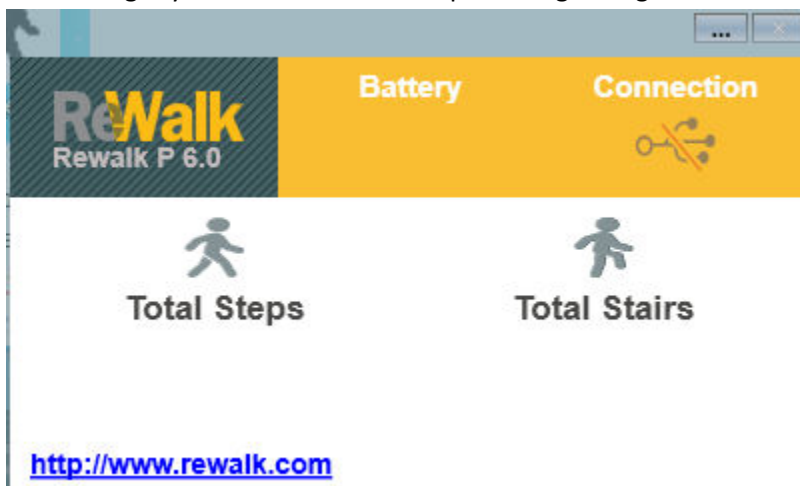 ...
Battery Connection
ReWalk
Rewalk P 6.0
Total Steps Total Stairs
http://www.rewalk.com